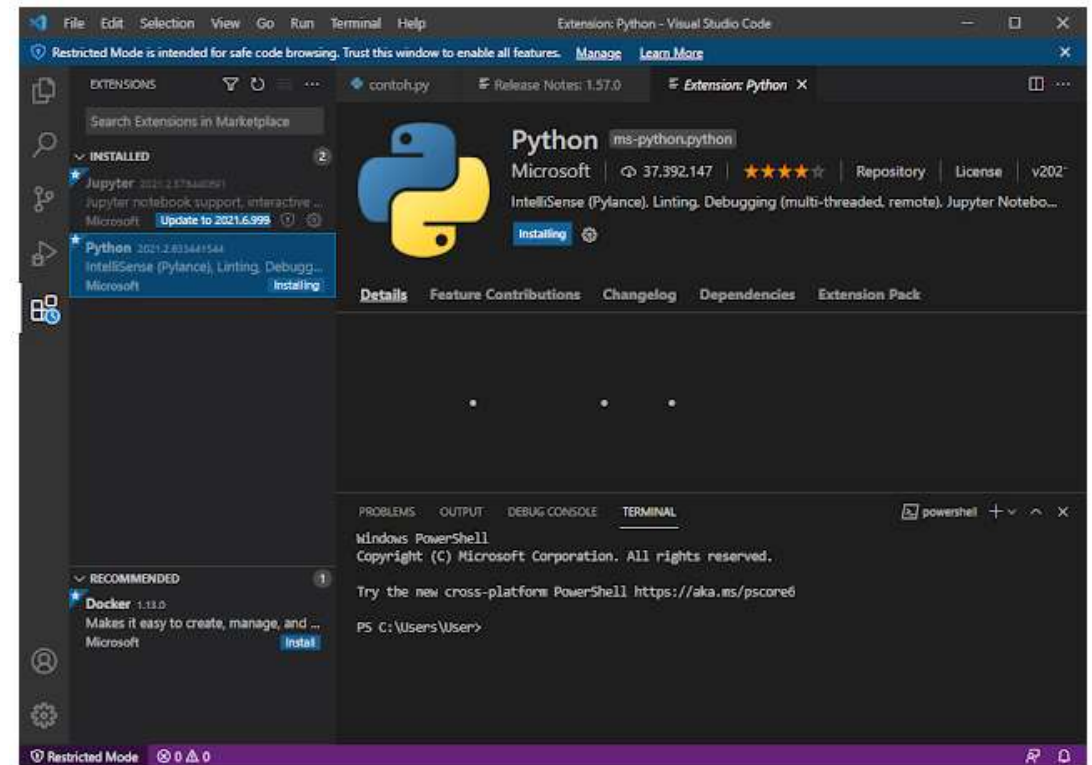 File Edit Selection View Go Run Terminal Help Extension: Python - Visual Studio Code
Restricted Mode is intended for safe code browsing. Trust this window to enable all features. Manage Learn More
EXTENSIONS
contoh.py Release Notes: 1.57.0 Extension: Python
Search Extensions in Marketplace
INSTALLED 2
Jupyter
Jupyter notebook support, interactive ...
Microsoft Update to 2021.6.999
Python 2021.2.633441544
IntelliSense (Pylance), Linting, Debugg...
Microsoft Installing
Python ms-python.python
Microsoft 37.392.147 Repository License v202
IntelliSense (Pylance), Linting, Debugging (multi-threaded, remote), Jupyter Notebo...
Installing
Details Feature Contributions Changelog Dependencies Extension Pack
PROBLEMS OUTPUT DEBUG CONSOLE TERMINAL powershell
Windows PowerShell
Copyright (C) Microsoft Corporation. All rights reserved.
Try the new cross-platform PowerShell https://aka.ms/pscore6
PS C:\Users\User>
RECOMMENDED 1
Docker 1.13.0
Makes it easy to create, manage, and ...
Microsoft Install
Restricted Mode 0 0